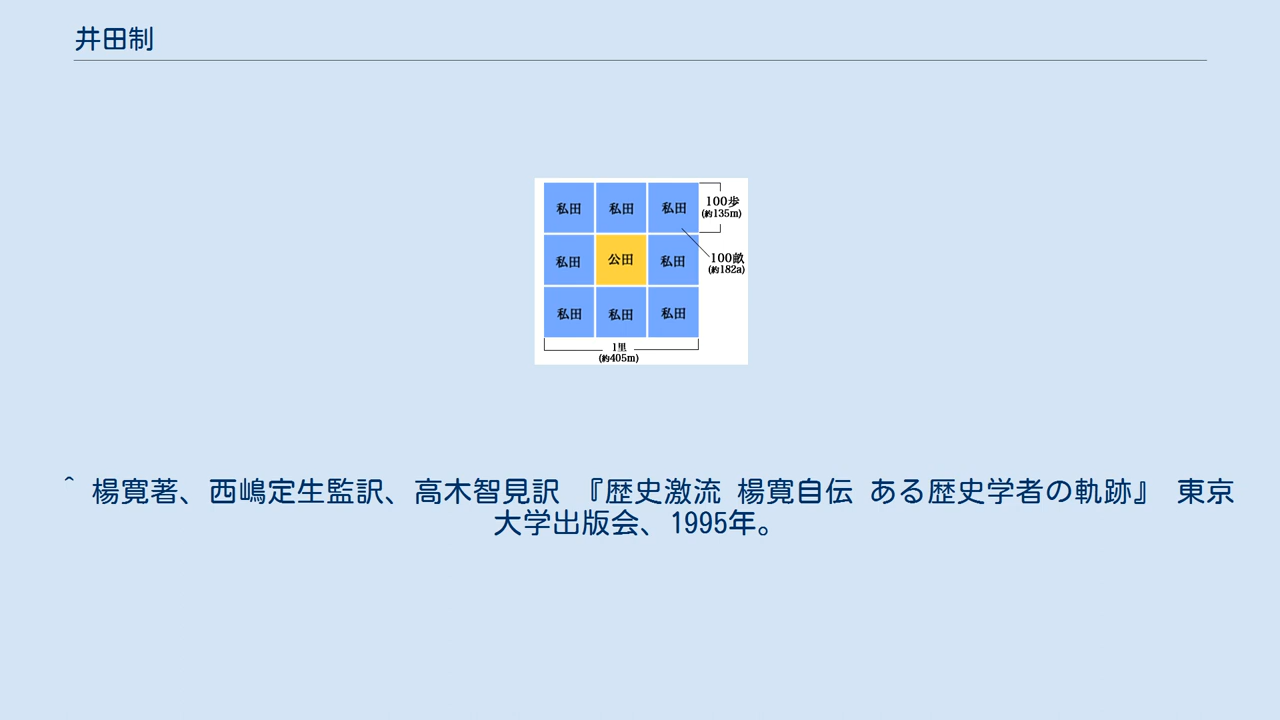 井田制
私田 私田 私田 100歩
(約135m)
私田 公田 私田 100畝
(約182a)
私田 私田 私田
1里
(約405m)
^ 楊寛著、西嶋定生監訳、高木智見訳 『歴史激流 楊寛自伝 ある歴史学者の軌跡』 東京
大学出版会、1995年。